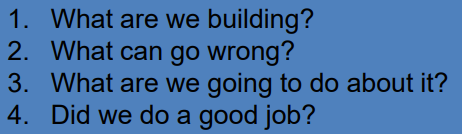 1. What are we building?
2. What can go wrong?
3. What are we going to do about it?
4. Did we do a good job?